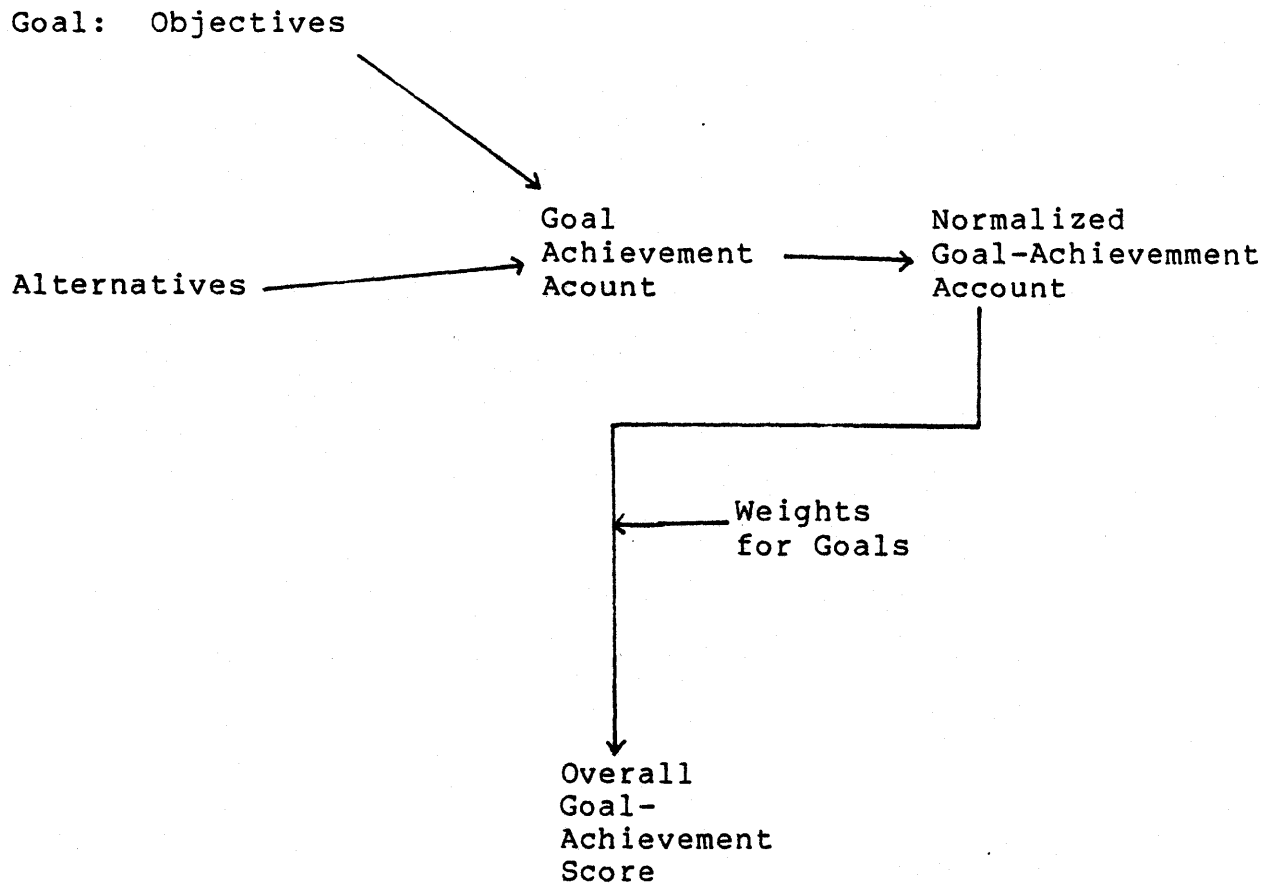 Goal: Objectives
Goal
Achievement
Acount
Normalized
Goal-Achievemment
Account
Alternatives
Weights
for Goals
Overall
Goal-
Achievement
Score